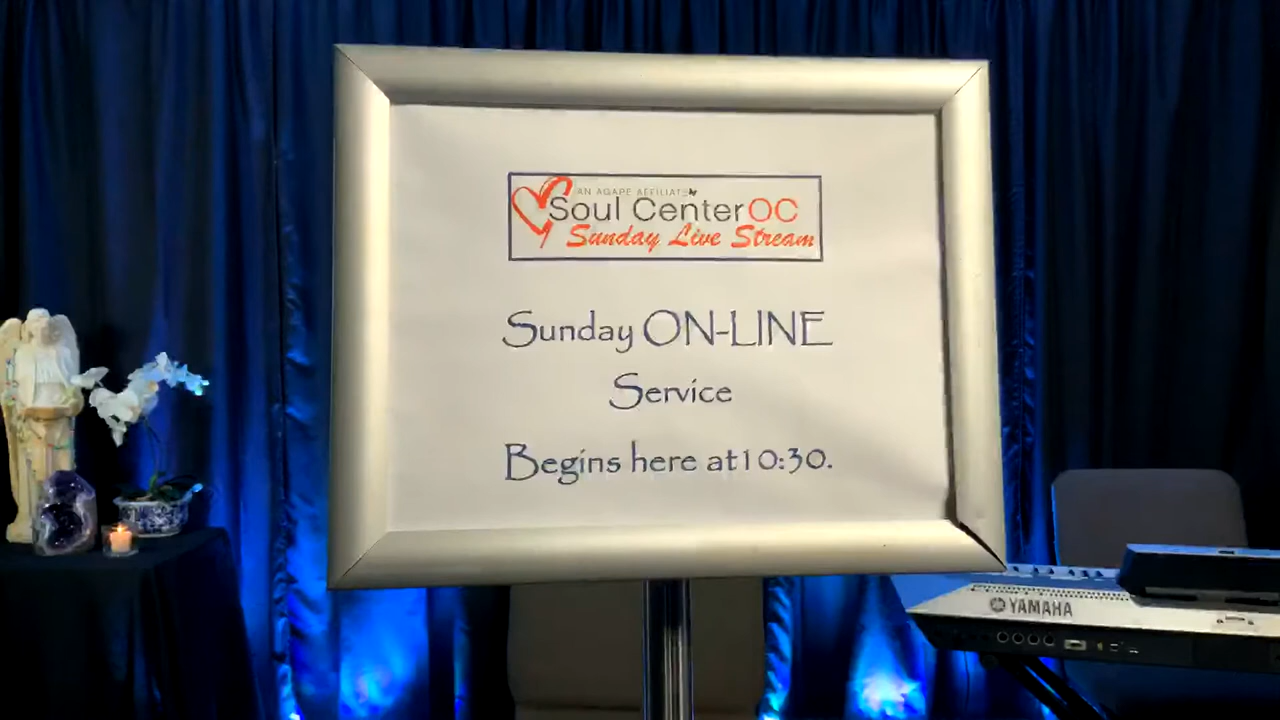 AN AGAPE AFFILIATE
Soul Center OC
Sunday Live Stream
Sunday ON-LINE
Service
Begins here at 10:30.
YAMAHA